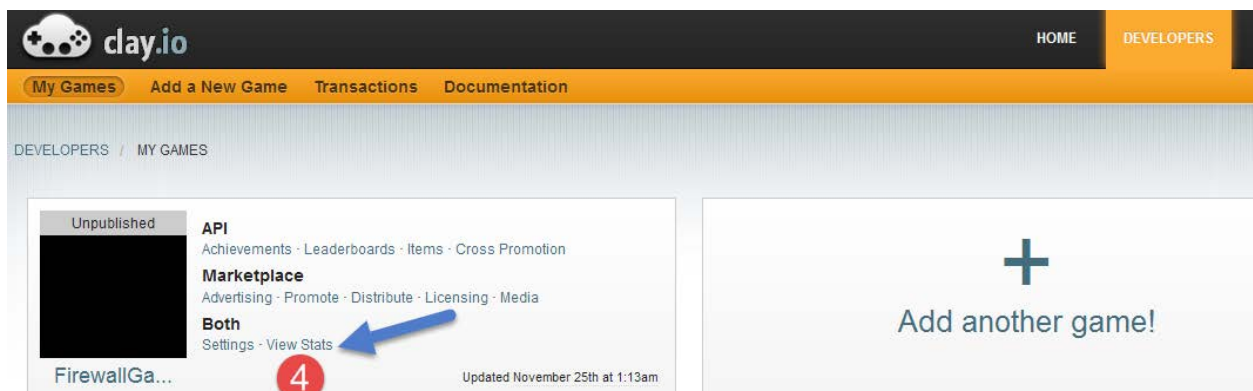 clay.io
HOME
DEVELOPERS
My Games
Add a New Game
Transactions
Documentation
DEVELOPERS / MY GAMES
Unpublished
API
Achievements · Leaderboards · Items · Cross Promotion
Marketplace
Advertising · Promote · Distribute · Licensing · Media
Both
Settings · View Stats
4
FirewallGa...
Updated November 25th at 1:13am
+
Add another game!